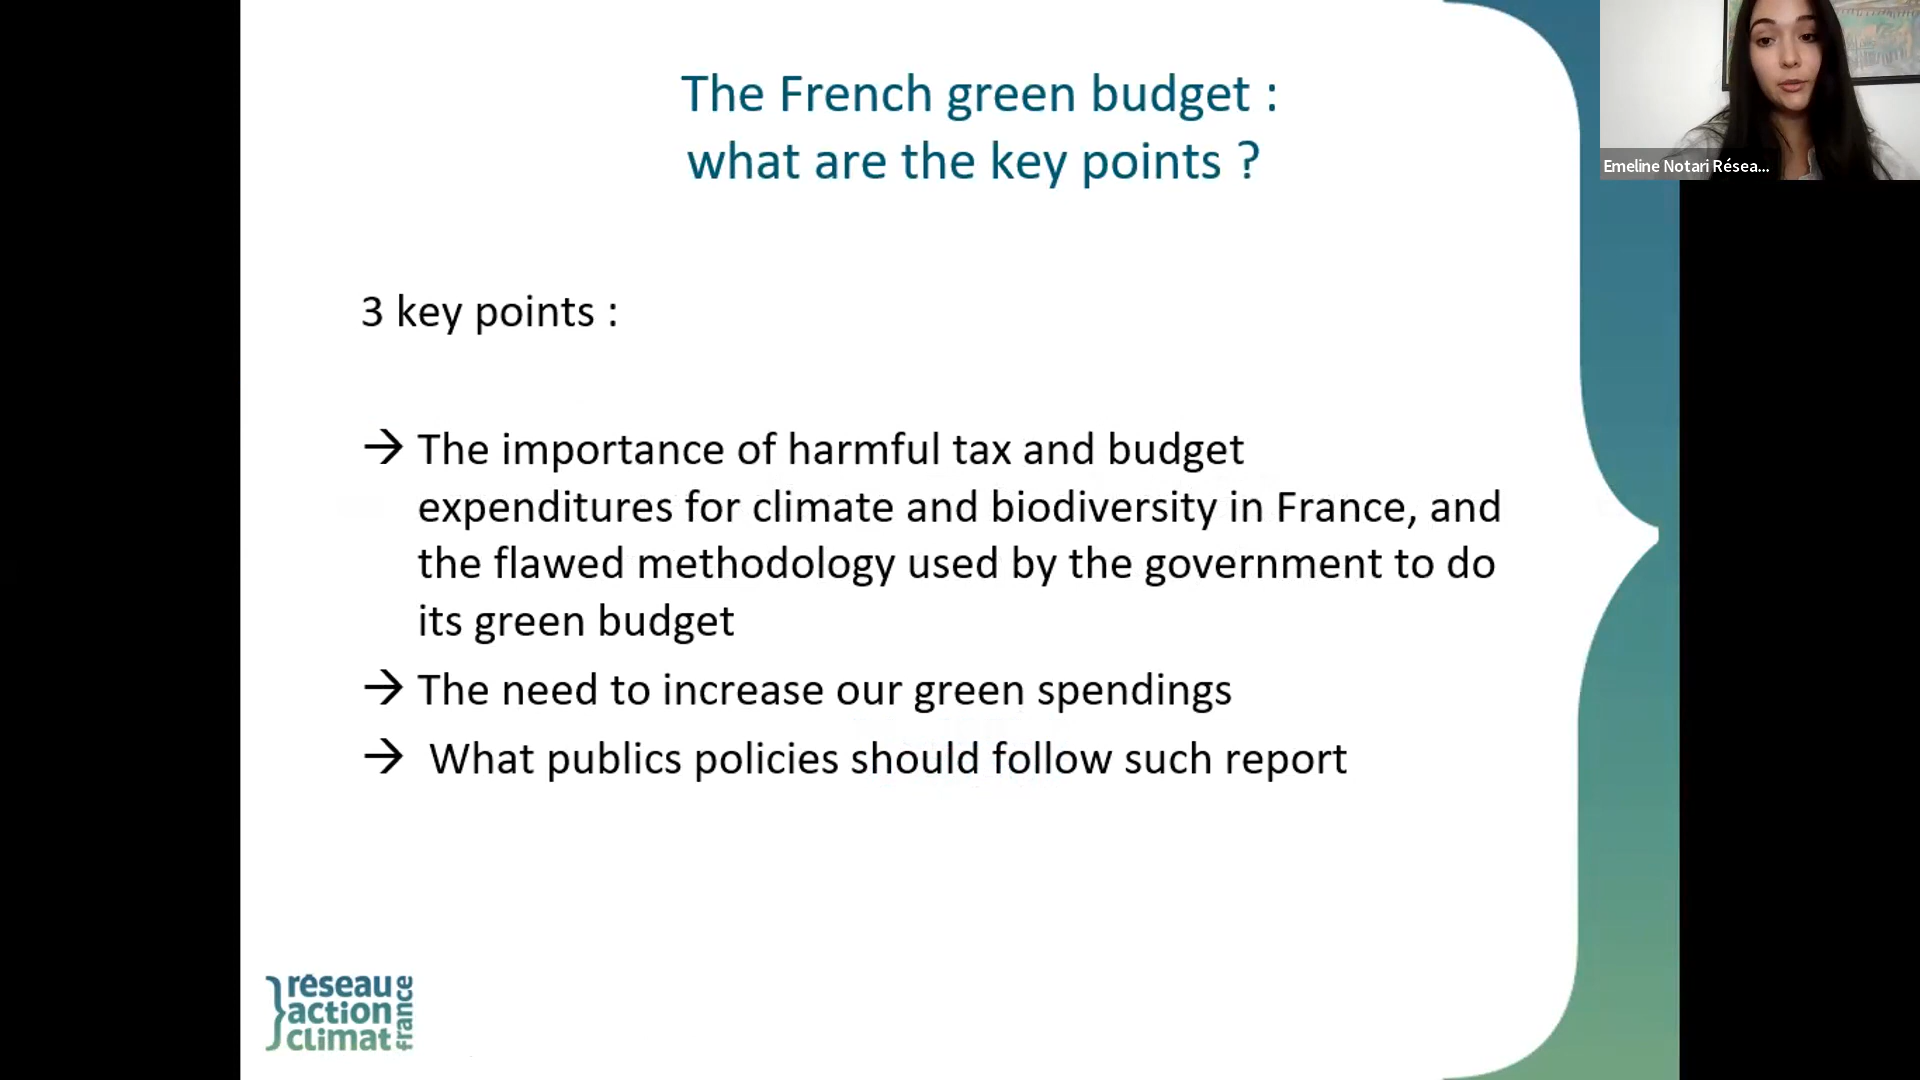 The French green budget :
what are the key points ?
Emeline Notari Résea...
3 key points :
→ The importance of harmful tax and budget
expenditures for climate and biodiversity in France, and
the flawed methodology used by the government to do
its green budget
→ The need to increase our green spendings
→ What publics policies should follow such report
réseau
action
climat
france